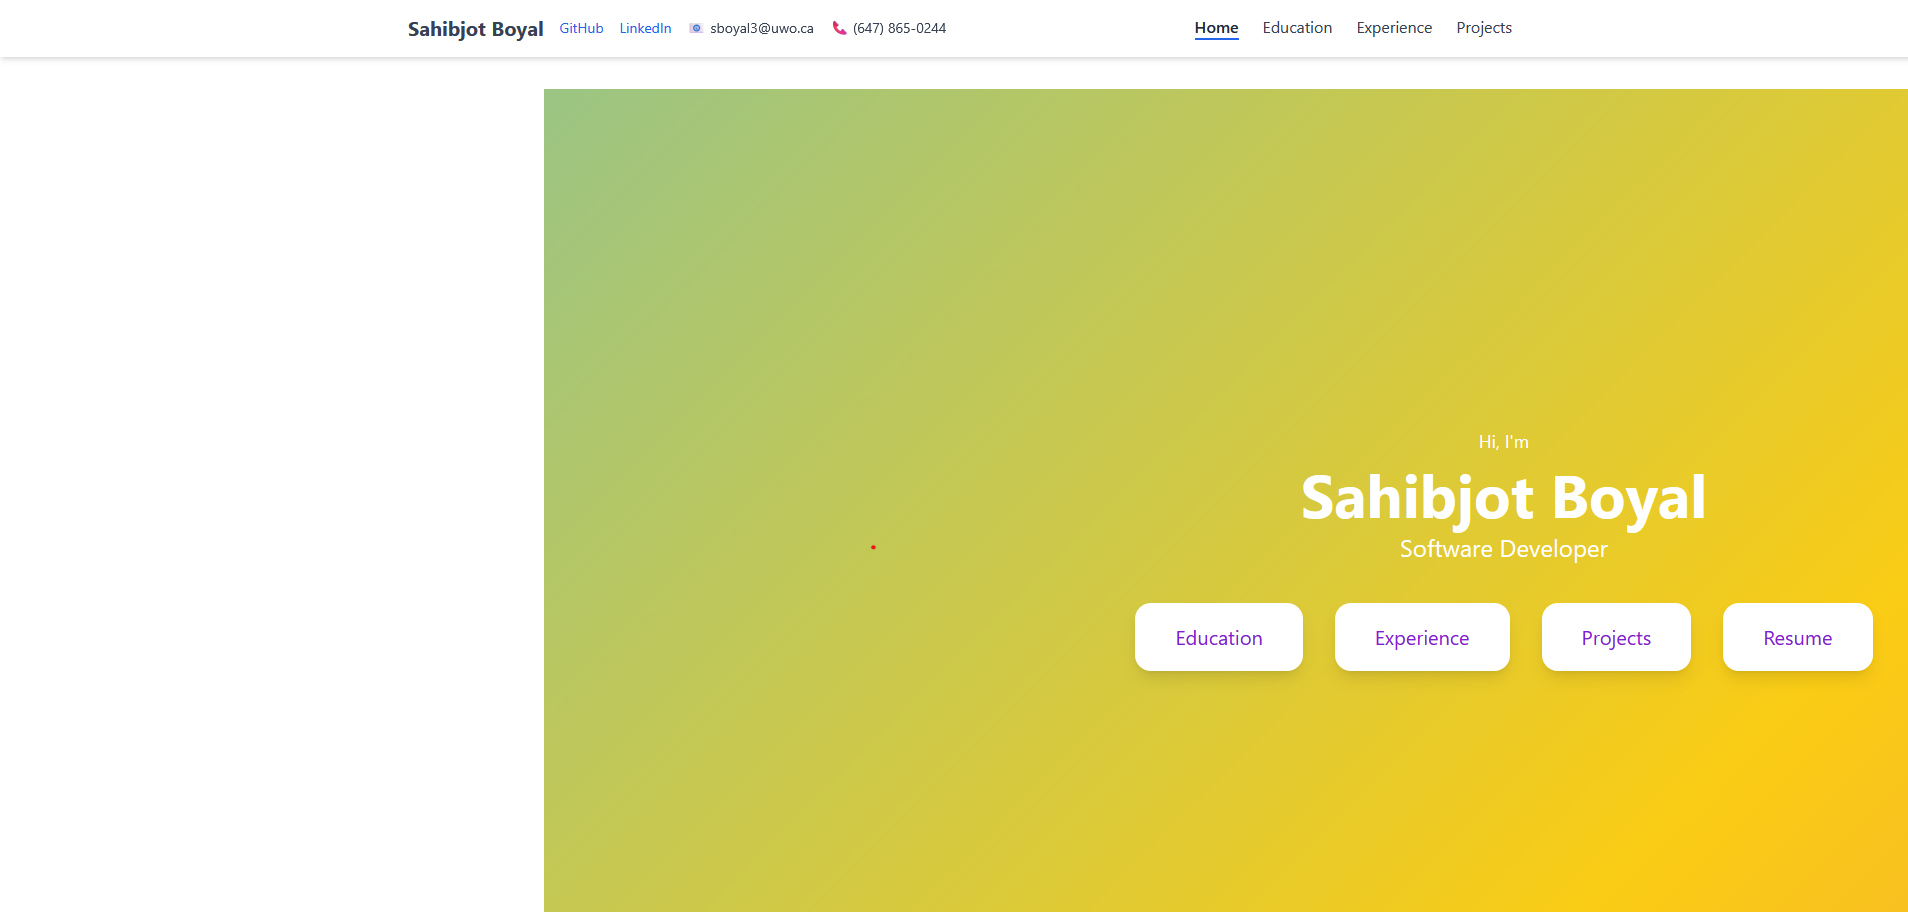 Sahibjot Boyal GitHub LinkedIn 📧 sboyal3@uwo.ca 📞 (647) 865-0244 Home Education Experience Projects
Hi, I'm
Sahibjot Boyal
Software Developer
Education Experience Projects Resume